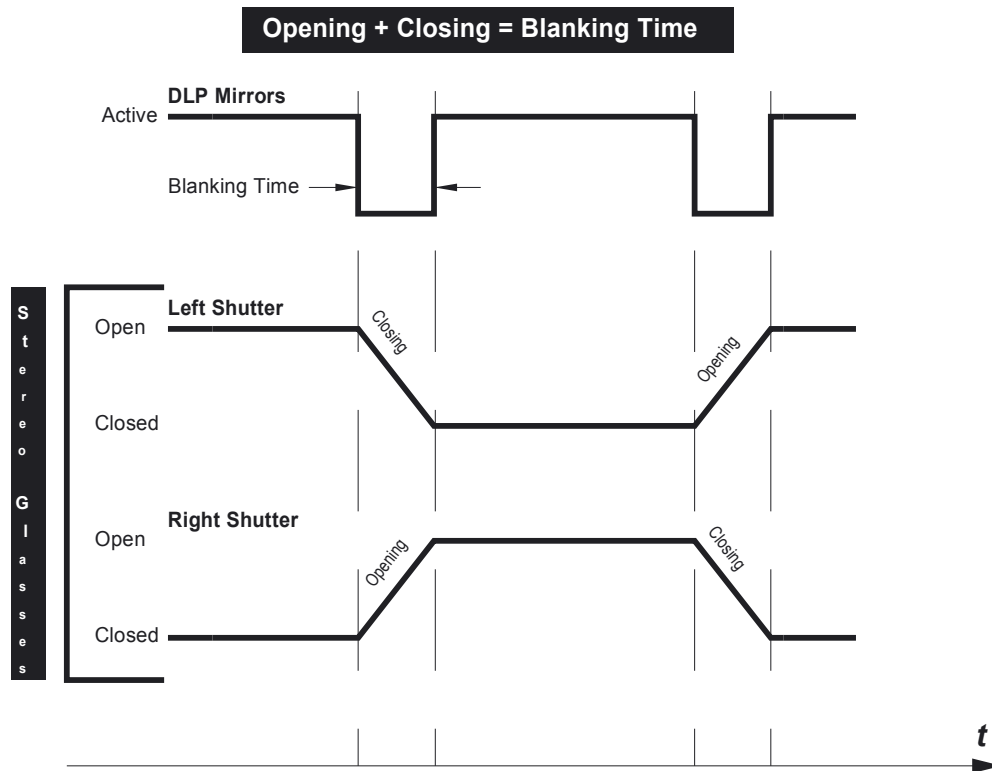 Opening + Closing = Blanking Time
DLP Mirrors
Active
Blanking Time
Stereo Glasses
Left Shutter
Open
Closing
Opening
Closed
Right Shutter
Open
Opening
Closing
Closed
t